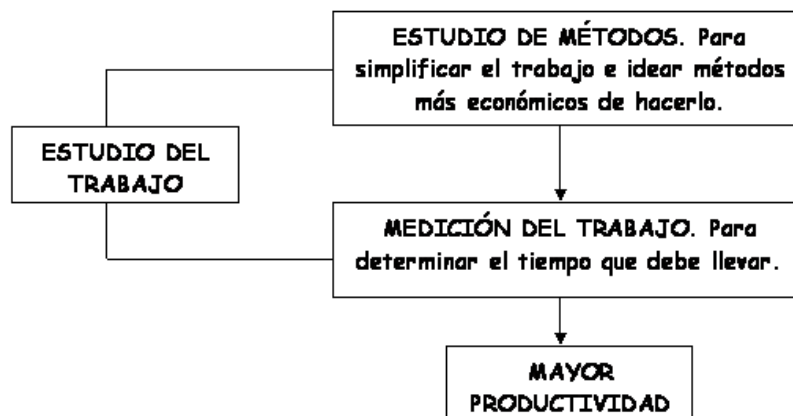 ESTUDIO DE MÉTODOS. Para
simplificar el trabajo e idear métodos
más económicos de hacerlo.
ESTUDIO DEL
TRABAJO
MEDICIÓN DEL TRABAJO. Para
determinar el tiempo que debe llevar.
MAYOR
PRODUCTIVIDAD